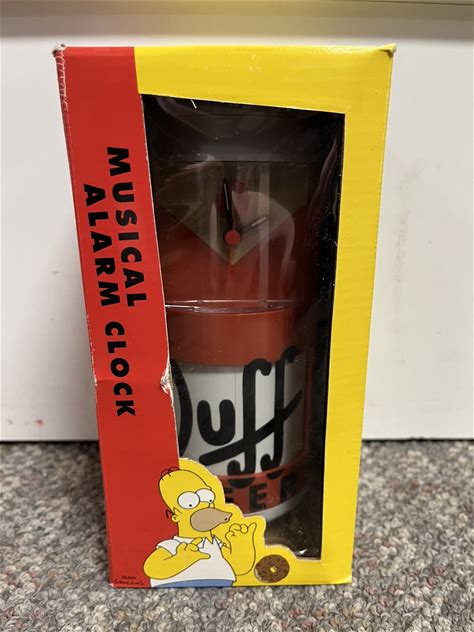 MUSICAL
ALARM CLOCK
Duff
BEER